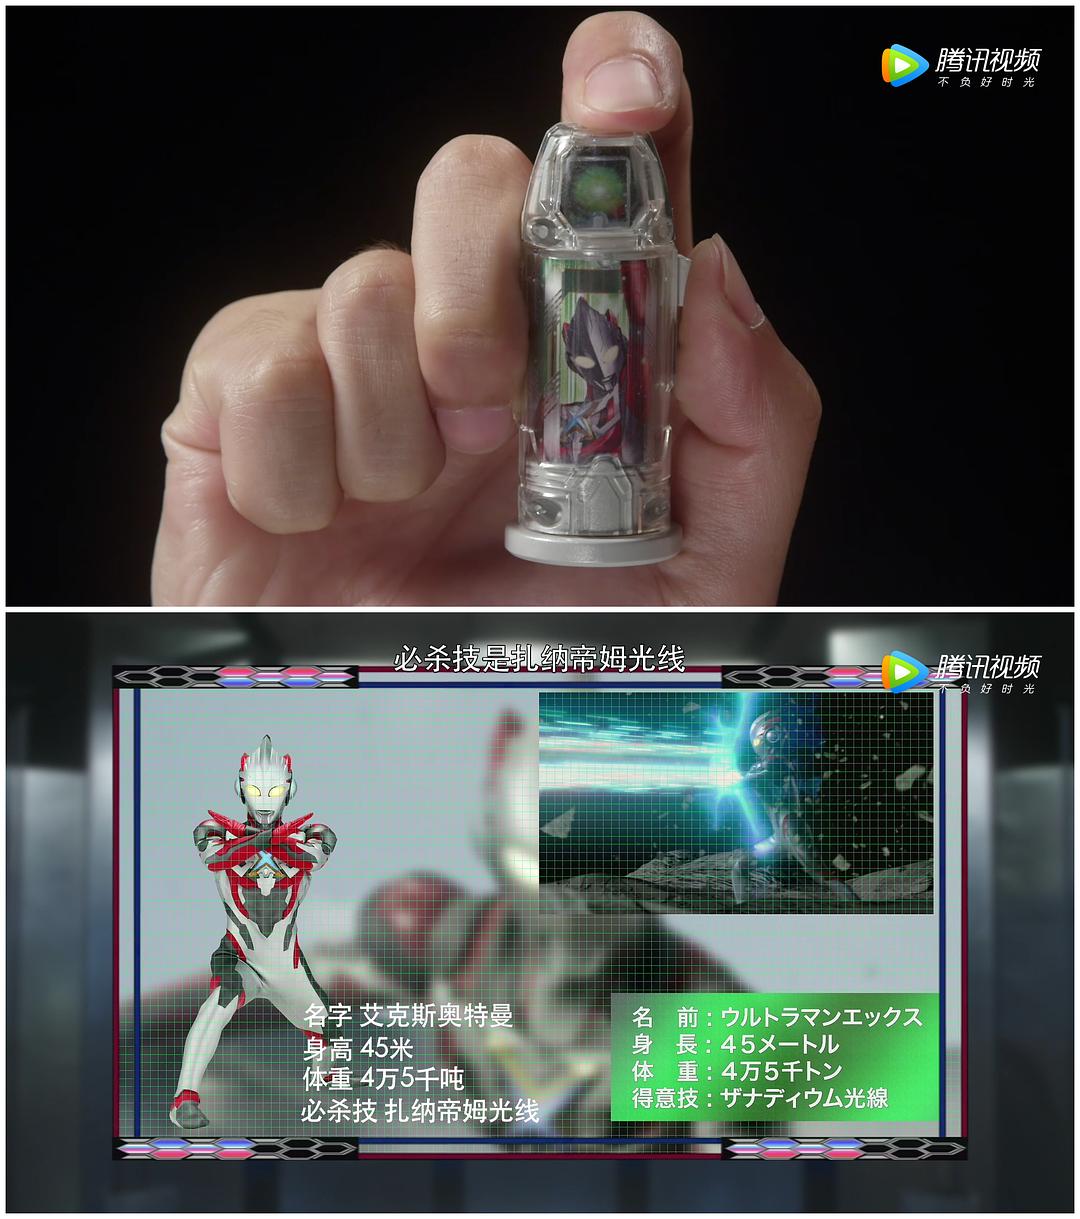 腾讯视频
不负好时光
必杀技是扎纳帝姆光线
腾讯视频
不负好时光
名字 艾克斯奥特曼
身高 45米
体重 4万5千吨
必杀技 扎纳帝姆光线
名　前：ウルトラマンエックス
身　長：４５メートル
体　重：４万５千トン
得意技：ザナディウム光線